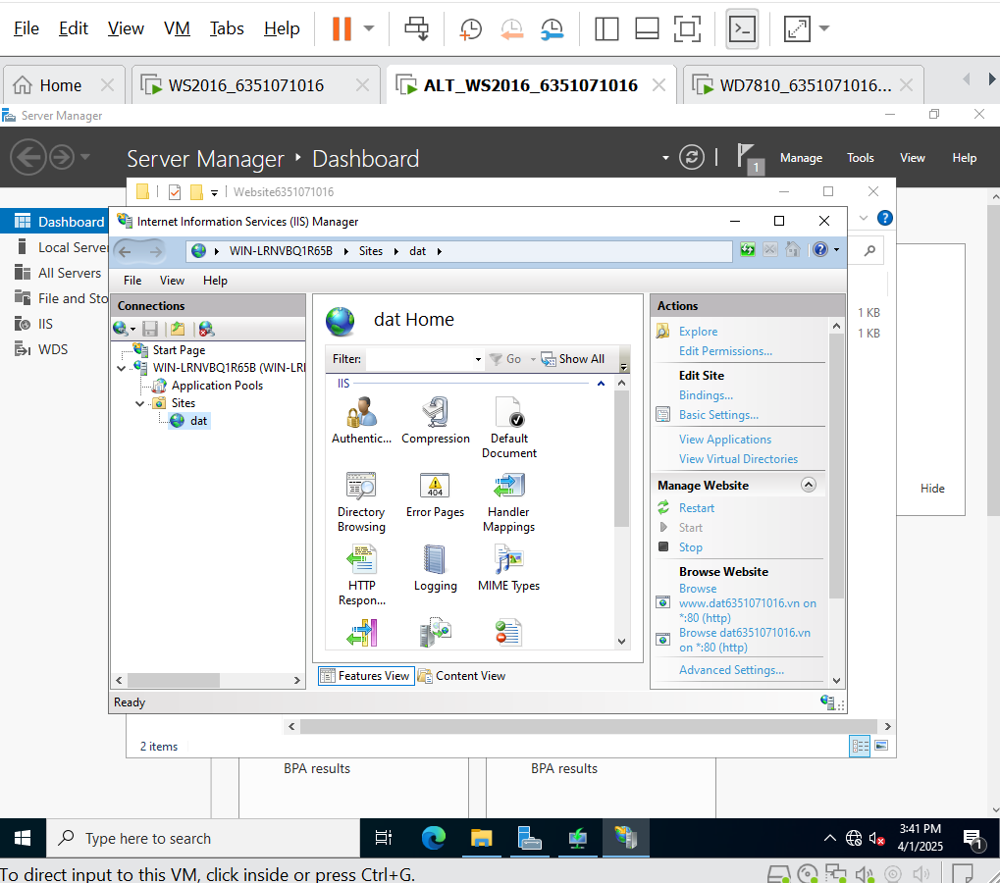 File Edit View VM Tabs Help
Home WS2016_6351071016 ALT_WS2016_6351071016 WD7810_6351071016...
Server Manager
Server Manager Dashboard
1
Manage Tools View Help
Website6351071016
Dashboard
Local Server
All Servers
File and Sto
IIS
WDS
Internet Information Services (IIS) Manager
WIN-LRNVBQ1R65B Sites dat
File View Help
Connections
Start Page
WIN-LRNVBQ1R65B (WIN-LRI
Application Pools
Sites
dat
dat Home
Filter: Go Show All
IIS
Authentic... Compression Default Document
Directory Browsing Error Pages Handler Mappings
404
HTTP Respon... Logging MIME Types
Features View Content View
Actions
Explore
Edit Permissions...
Edit Site
Bindings...
Basic Settings...
View Applications
View Virtual Directories
Manage Website
Restart
Start
Stop
Browse Website
Browse
www.dat6351071016.vn on
*:80 (http)
Browse dat6351071016.vn
on *:80 (http)
Advanced Settings...
Ready
1 KB
1 KB
Hide
2 items
BPA results BPA results
Type here to search
3:41 PM
4/1/2025
1
To direct input to this VM, click inside or press Ctrl+G.